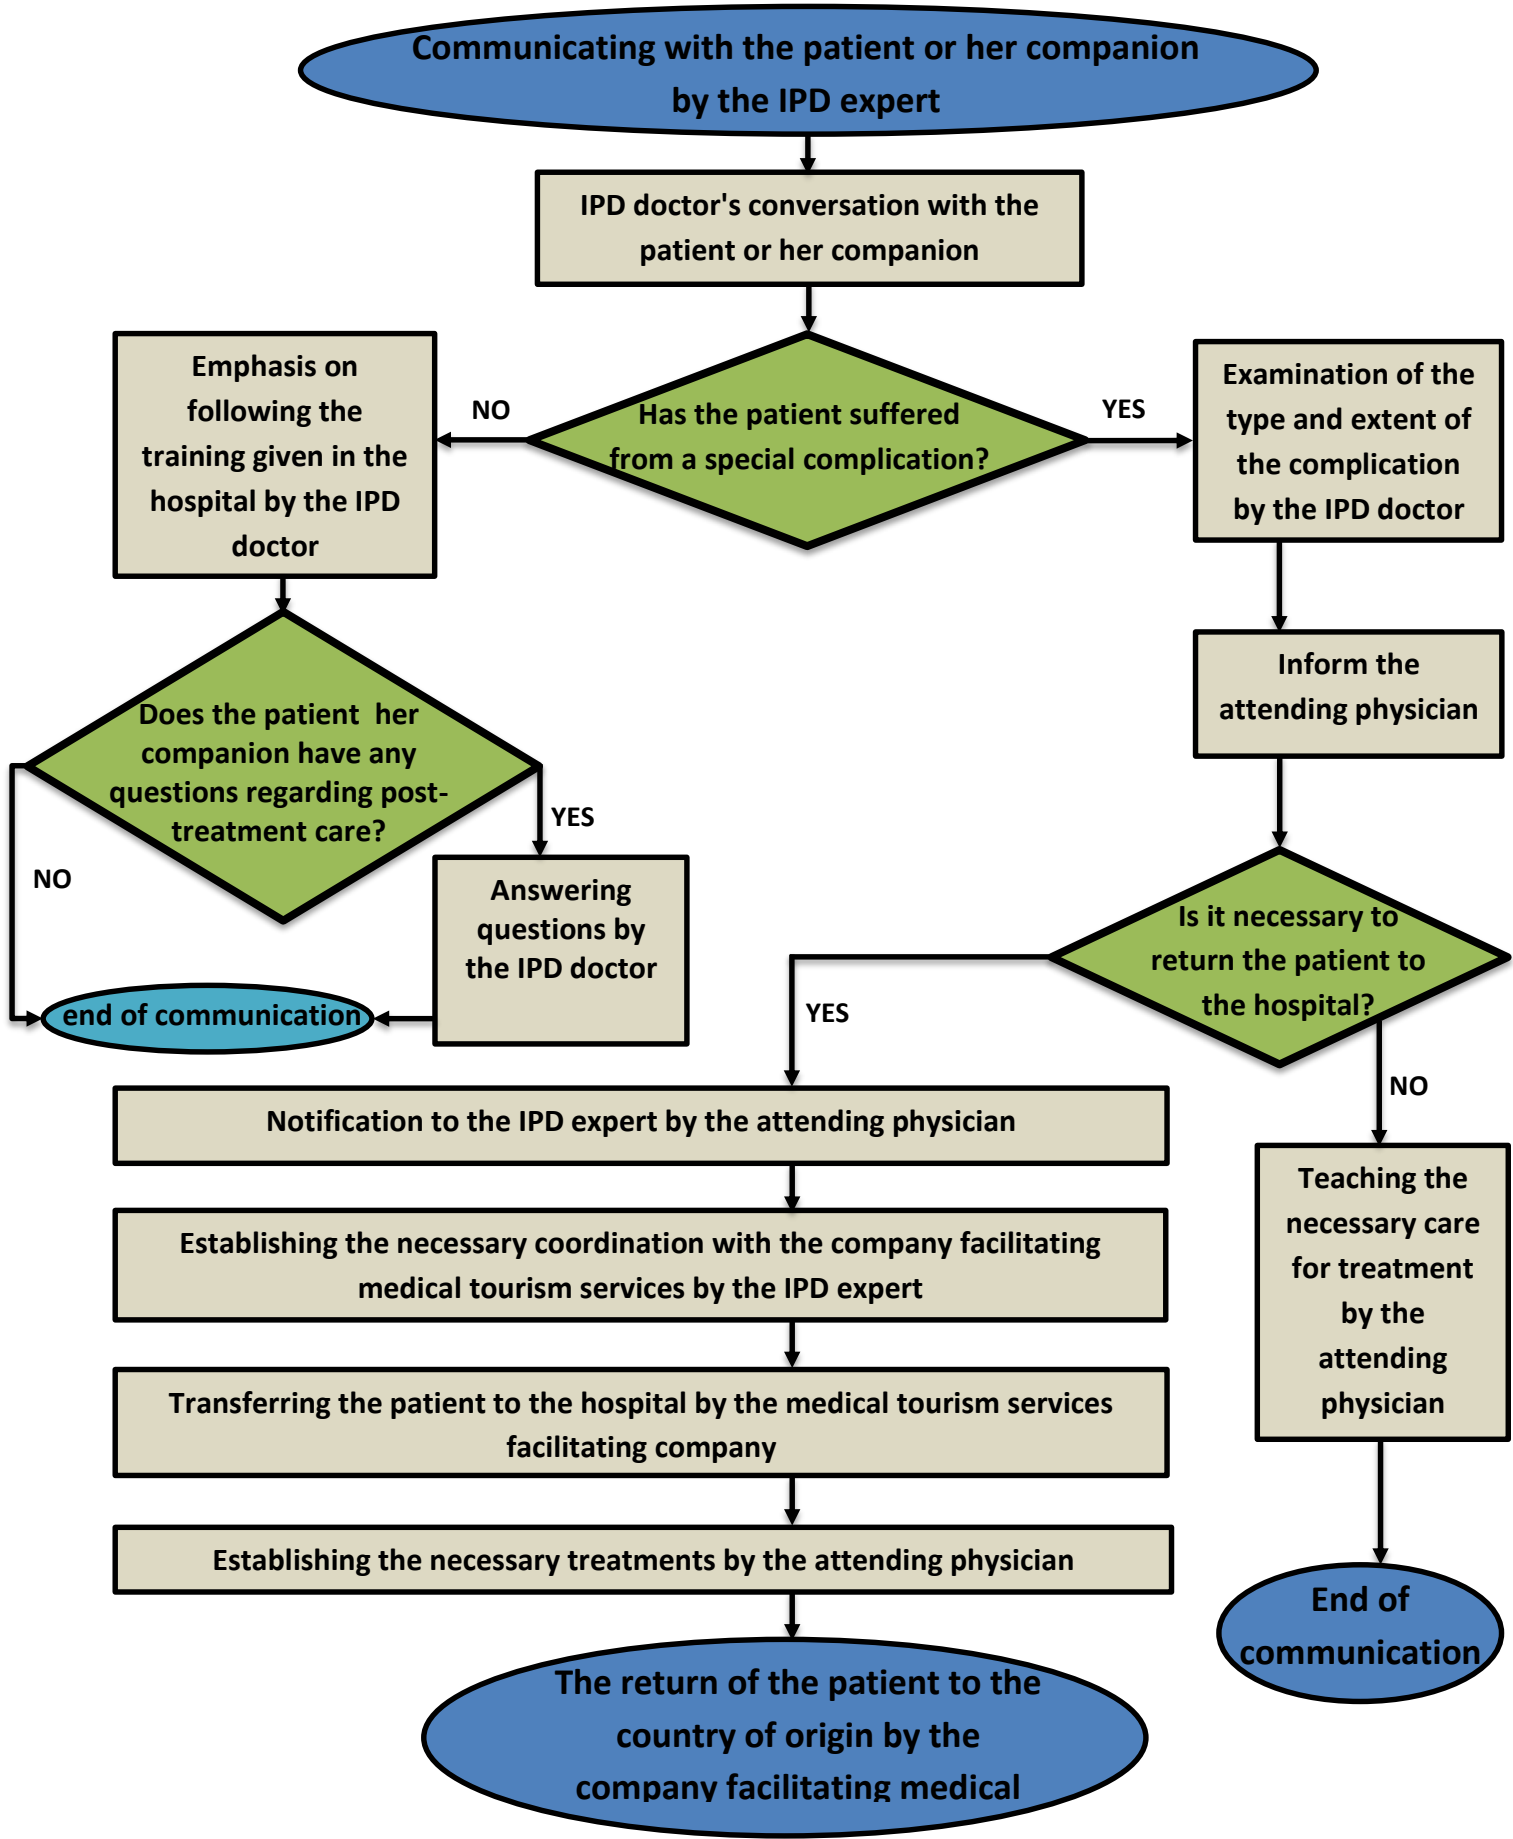 Communicating with the patient or her companion
by the IPD expert
IPD doctor's conversation with the
patient or her companion
Has the patient suffered
from a special complication?
NO
YES
Emphasis on
following the
training given in the
hospital by the IPD
doctor
Examination of the
type and extent of
the complication
by the IPD doctor
Does the patient  her
companion have any
questions regarding post-
treatment care?
NO
YES
Answering
questions by
the IPD doctor
end of communication
Inform the
attending physician
Is it necessary to
return the patient to
the hospital?
YES
NO
Notification to the IPD expert by the attending physician
Establishing the necessary coordination with the company facilitating
medical tourism services by the IPD expert
Transferring the patient to the hospital by the medical tourism services
facilitating company
Establishing the necessary treatments by the attending physician
The return of the patient to the
country of origin by the
company facilitating medical
Teaching the
necessary care
for treatment
by the
attending
physician
End of
communication